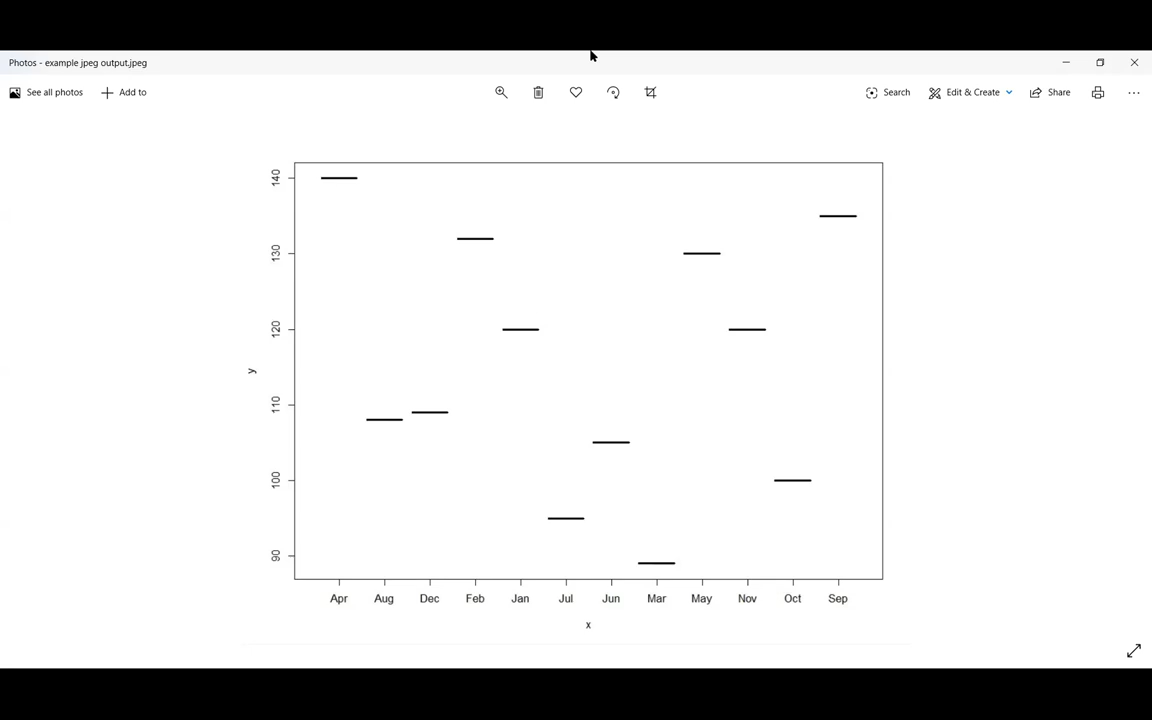 Photos - example jpeg output.jpeg
See all photos Add to Search Edit & Create Share
140
130
120
110
100
90
y
Apr Aug Dec Feb Jan Jul Jun Mar May Nov Oct Sep
x